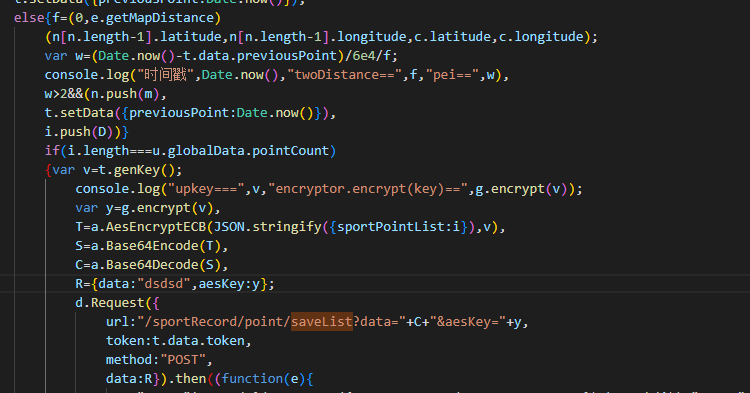 t.setData({previousPoint:Date.now()}),
else{f=(0,e.getMapDistance)
(n[n.length-1].latitude,n[n.length-1].longitude,c.latitude,c.longitude);
var w=(Date.now()-t.data.previousPoint)/6e4/f;
console.log("时间戳",Date.now(),"twoDistance==",f,"pei==",w),
w>2&&(n.push(m),
t.setData({previousPoint:Date.now()}),
i.push(D))}
if(i.length===u.globalData.pointCount)
{var v=t.genKey();
console.log("upkey===",v,"encryptor.encrypt(key)==",g.encrypt(v));
var y=g.encrypt(v),
T=a.AesEncryptECB(JSON.stringify({sportPointList:i}),v),
S=a.Base64Encode(T),
C=a.Base64Decode(S),
R={data:"dsdsd",aesKey:y};
d.Request({
url:"/sportRecord/point/saveList?data="+C+"&aesKey="+y,
token:t.data.token,
method:"POST",
data:R}).then((function(e){